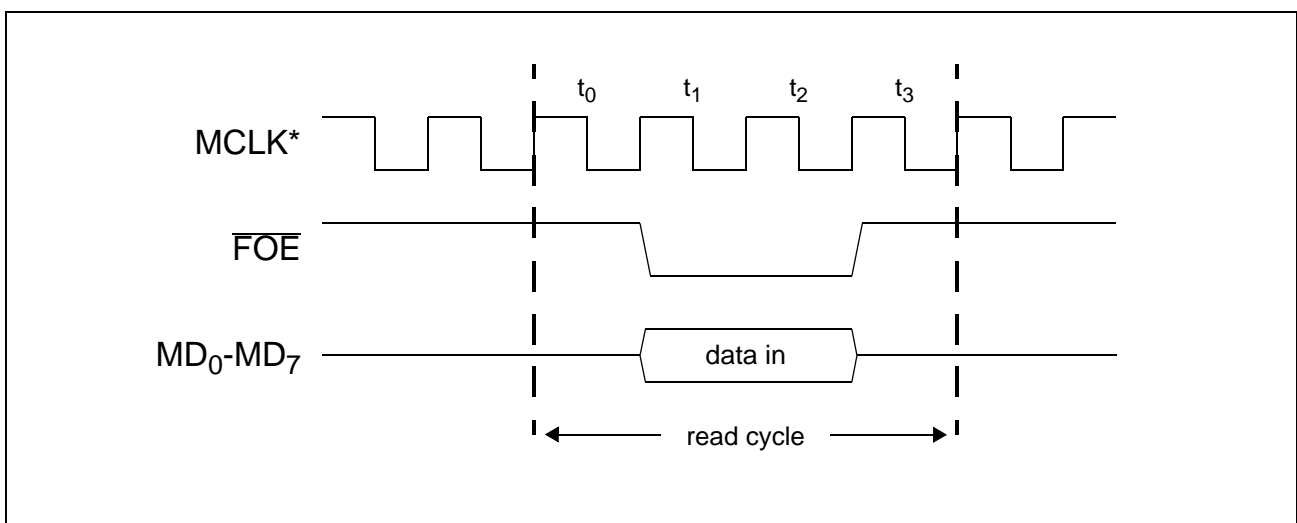 t0 t1 t2 t3
MCLK*
FOE
MD0-MD7 data in
read cycle